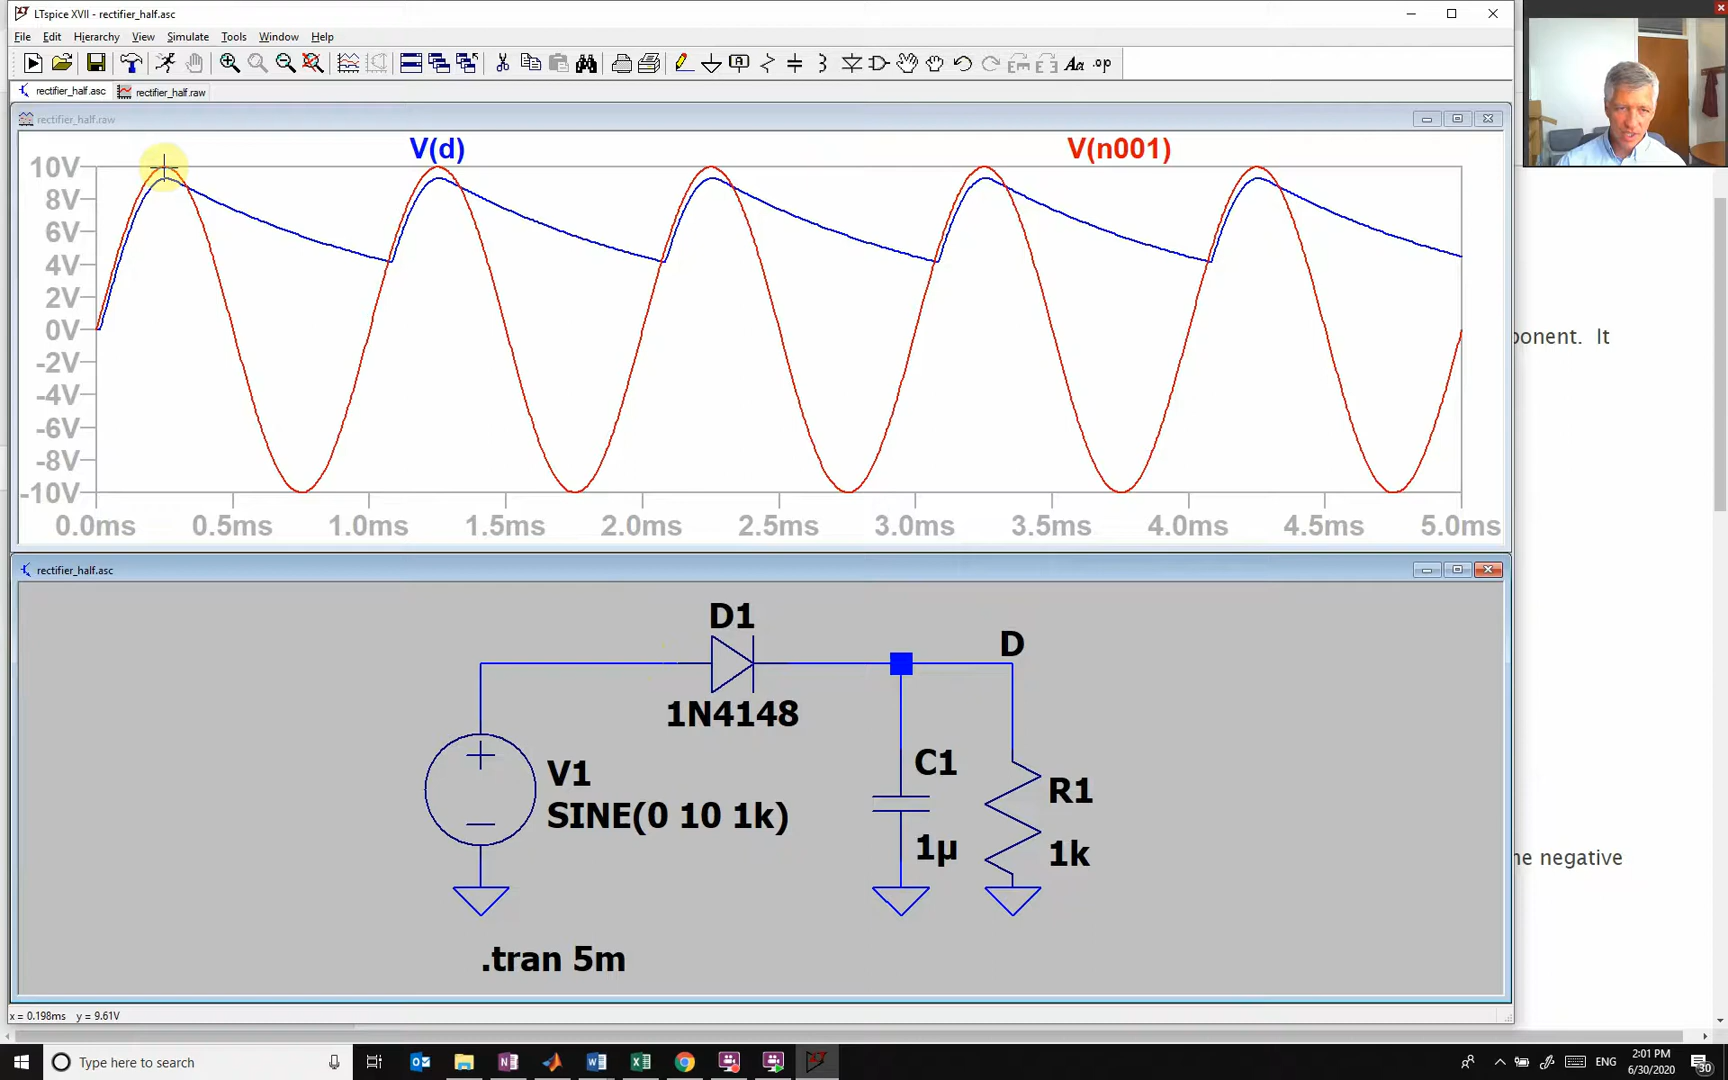 LTspice XVII - rectifier_half.asc
File Edit Hierarchy View Simulate Tools Window Help
.op
rectifier_half.asc rectifier_half.raw
rectifier_half.raw
V(d) V(n001)
10V
8V
6V
4V
2V
0V
-2V
-4V
-6V
-8V
-10V
0.0ms 0.5ms 1.0ms 1.5ms 2.0ms 2.5ms 3.0ms 3.5ms 4.0ms 4.5ms 5.0ms
ponent. It
rectifier_half.asc
D1
D
1N4148
C1
V1
R1
SINE(0 10 1k)
1µ
1k
ne negative
.tran 5m
x = 0.198ms y = 9.61V
Type here to search
ENG
2:01 PM
6/30/2020
30